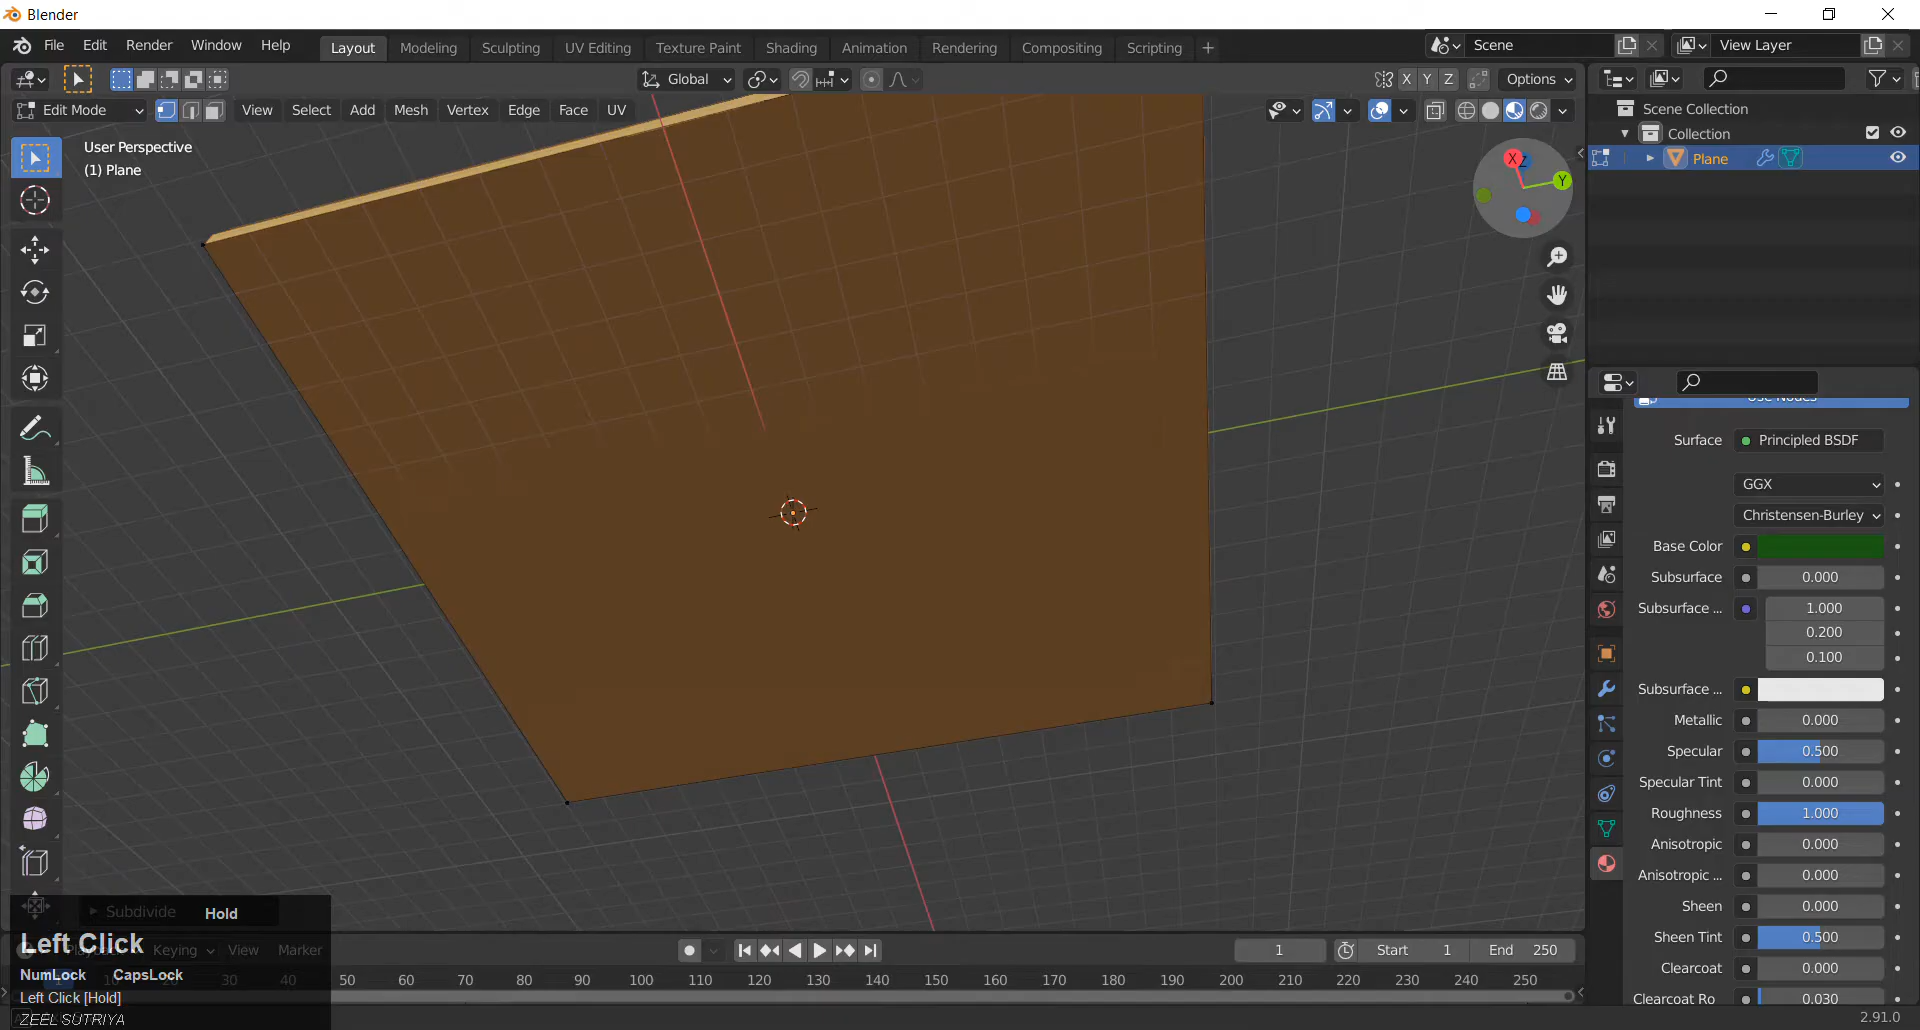 Blender
File Edit Render Window Help Layout Modeling Sculpting UV Editing Texture Paint Shading Animation Rendering Compositing Scripting + Scene View Layer
Global X Y Z Options
Edit Mode View Select Add Mesh Vertex Edge Face UV
Scene Collection
Collection
Plane
User Perspective
(1) Plane
X Z
Y
Surface Principled BSDF
GGX
Christensen-Burley
Base Color
Subsurface 0.000
Subsurface ... 1.000
0.200
0.100
Subsurface ...
Metallic 0.000
Specular 0.500
Specular Tint 0.000
Roughness 1.000
Anisotropic 0.000
Anisotropic ... 0.000
Sheen 0.000
Sheen Tint 0.500
Clearcoat 0.000
Clearcoat Ro 0.030
Subdivide Hold
Left Click
Keying View Marker 1 Start 1 End 250
NumLock CapsLock
1 10 20 30 40 50 60 70 80 90 100 110 120 130 140 150 160 170 180 190 200 210 220 230 240 250
Left Click [Hold]
ZEEL SUTRIYA
2.91.0